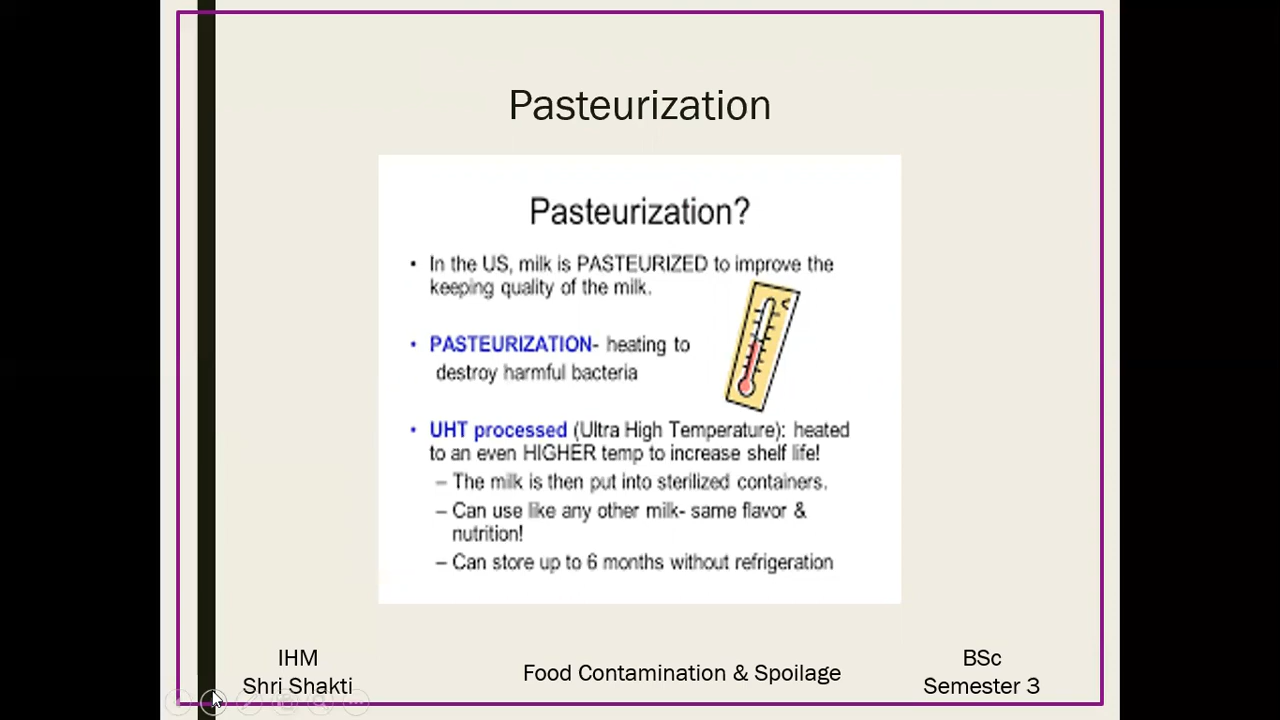 Pasteurization
Pasteurization?
• In the US, milk is PASTEURIZED to improve the
keeping quality of the milk.
• PASTEURIZATION- heating to
destroy harmful bacteria
• UHT processed (Ultra High Temperature): heated
to an even HIGHER temp to increase shelf life!
– The milk is then put into sterilized containers.
– Can use like any other milk- same flavor &
nutrition!
– Can store up to 6 months without refrigeration
IHM
Shri Shakti
Food Contamination & Spoilage
BSc
Semester 3